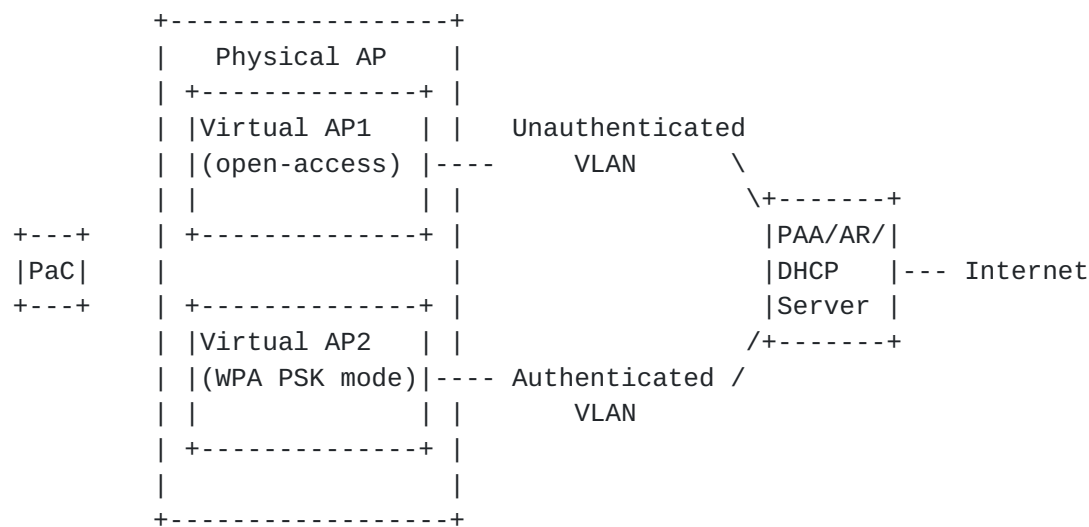 Physical AP
Virtual AP1 Unauthenticated
(open-access) VLAN
PAA/AR/
PaC DHCP Internet
Server
Virtual AP2
(WPA PSK mode) Authenticated
VLAN